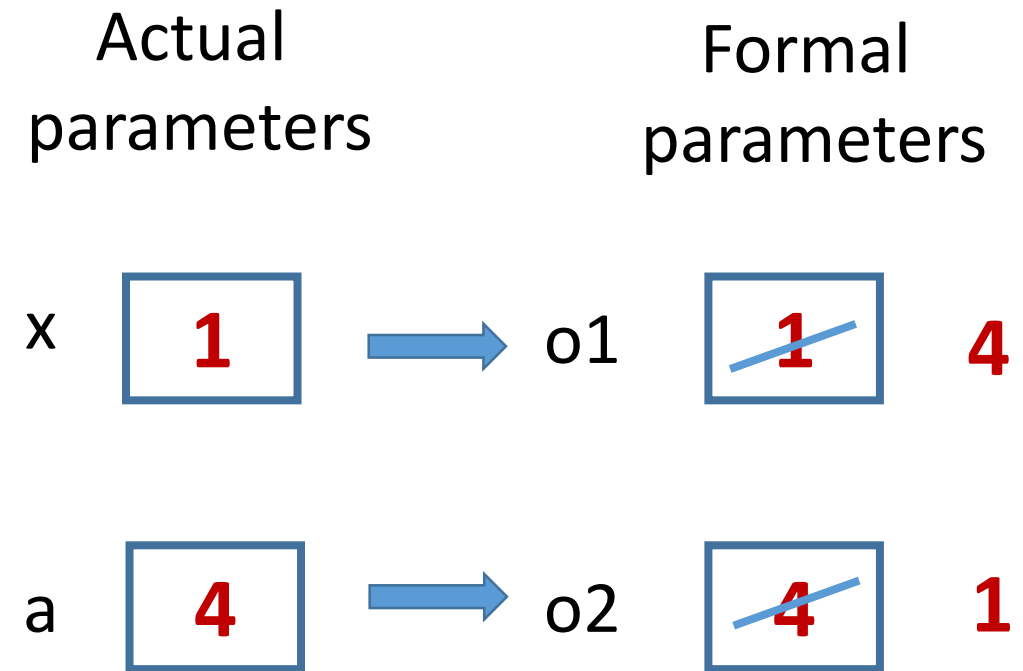 Actual
parameters
Formal
parameters
x 1 o1 1 4
a 4 o2 4 1